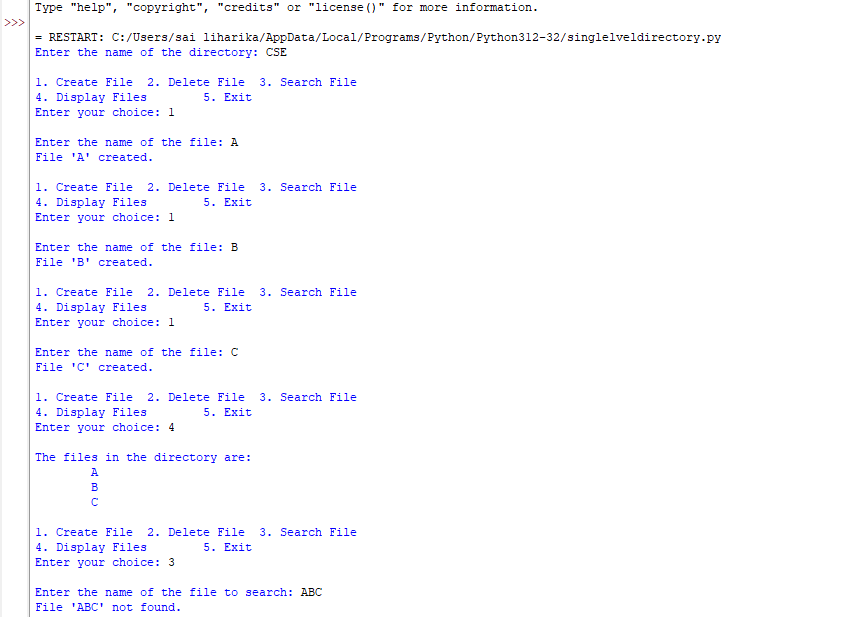 Type "help", "copyright", "credits" or "license()" for more information.
>>>
= RESTART: C:/Users/sai liharika/AppData/Local/Programs/Python/Python312-32/singlelveldirectory.py
Enter the name of the directory: CSE

1. Create File  2. Delete File  3. Search File
4. Display Files        5. Exit
Enter your choice: 1

Enter the name of the file: A
File 'A' created.

1. Create File  2. Delete File  3. Search File
4. Display Files        5. Exit
Enter your choice: 1

Enter the name of the file: B
File 'B' created.

1. Create File  2. Delete File  3. Search File
4. Display Files        5. Exit
Enter your choice: 1

Enter the name of the file: C
File 'C' created.

1. Create File  2. Delete File  3. Search File
4. Display Files        5. Exit
Enter your choice: 4

The files in the directory are:
        A
        B
        C

1. Create File  2. Delete File  3. Search File
4. Display Files        5. Exit
Enter your choice: 3

Enter the name of the file to search: ABC
File 'ABC' not found.